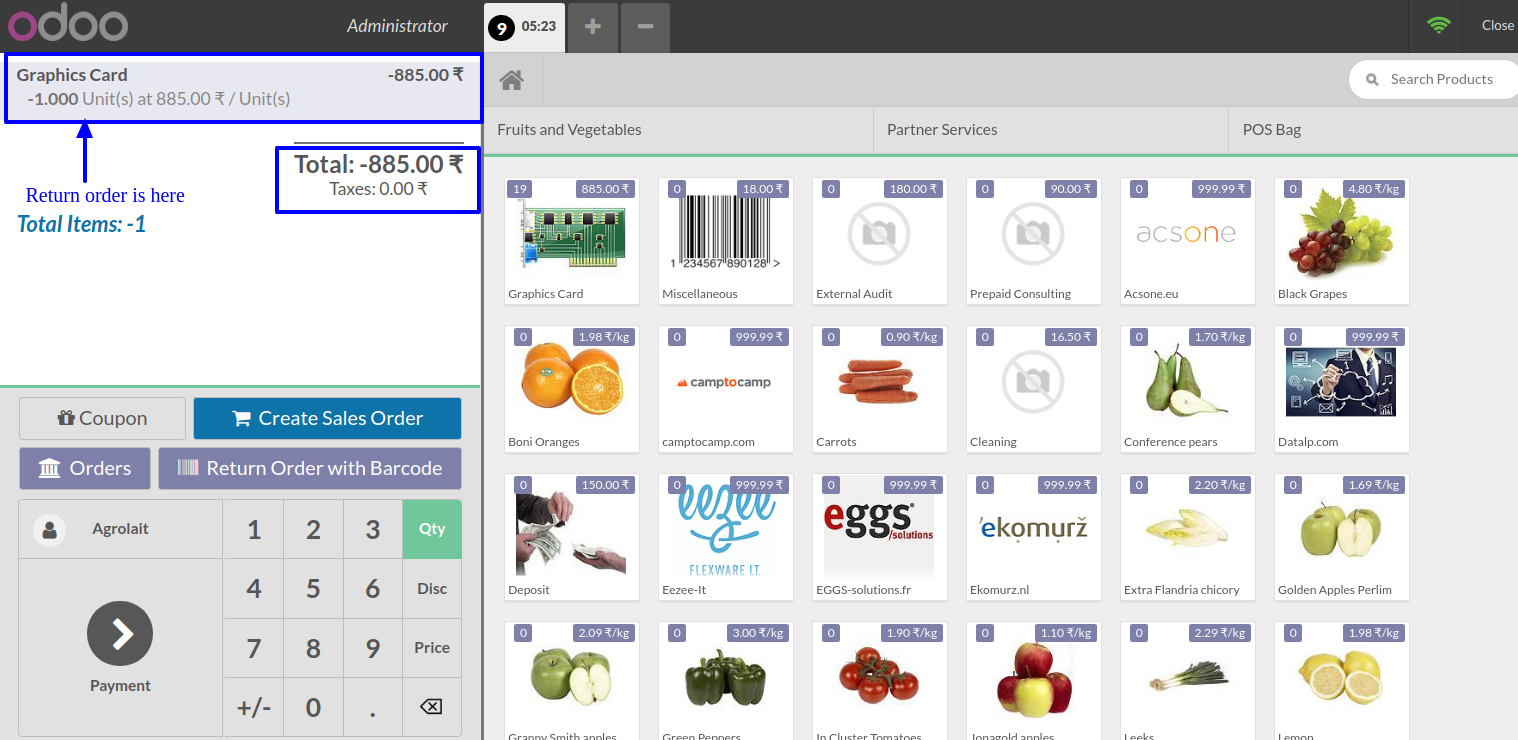 odoo
Administrator
9 05:23
Close
Graphics Card -885.00 ₹
-1.000 Unit(s) at 885.00 ₹ / Unit(s)
Total: -885.00 ₹
Taxes: 0.00 ₹
Return order is here
Total Items: -1
Search Products
Fruits and Vegetables
Partner Services
POS Bag
19 885.00 ₹
Graphics Card
0 18.00 ₹
1 234567 890128 >
Miscellaneous
0 180.00 ₹
External Audit
0 90.00 ₹
Prepaid Consulting
0 999.99 ₹
acsone
Acsone.eu
0 4.80 ₹/kg
Black Grapes
0 1.98 ₹/kg
Boni Oranges
0 999.99 ₹
camptocamp
camptocamp.com
0 0.90 ₹/kg
Carrots
0 16.50 ₹
Cleaning
0 1.70 ₹/kg
Conference pears
0 999.99 ₹
Datalp.com
0 150.00 ₹
Deposit
0 999.99 ₹
eezee
FLEXWARE I.T.
Eezee-It
0 999.99 ₹
eggs®
/solutions
EGGS-solutions.fr
0 999.99 ₹
ekomurž
Ekomurz.nl
0 2.20 ₹/kg
Extra Flandria chicory
0 1.69 ₹/kg
Golden Apples Perlim
0 2.09 ₹/kg
Granny Smith apples
0 3.00 ₹/kg
Green Peppers
0 1.90 ₹/kg
In Cluster Tomatoes
0 1.10 ₹/kg
Jonagold apples
0 2.29 ₹/kg
Leeks
0 1.98 ₹/kg
Lemon
Coupon
Create Sales Order
Orders
Return Order with Barcode
Agrolait
1 2 3 Qty
4 5 6 Disc
7 8 9 Price
+/- 0 .
Payment